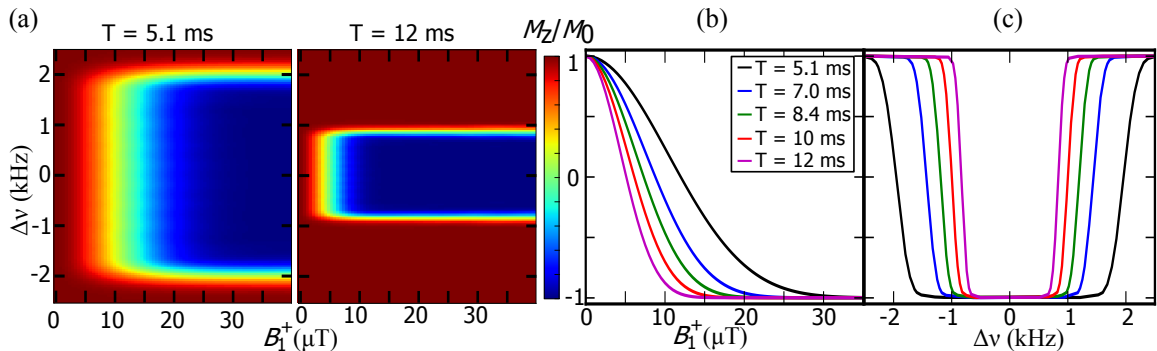 (a)
T = 5.1 ms
T = 12 ms
M_Z/M_0
(b)
(c)
2
1
0
-1
-2
Δν (kHz)
0 10 20 30
0 10 20 30
B_1^+(μT)
1
0
-1
T = 5.1 ms
T = 7.0 ms
T = 8.4 ms
T = 10 ms
T = 12 ms
0 10 20 30
B_1^+(μT)
-2 -1 0 1 2
Δν (kHz)